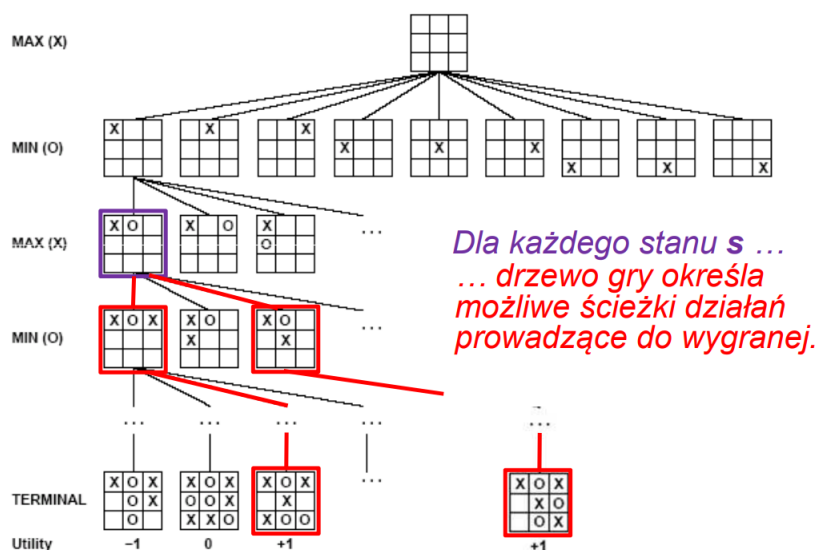 MAX (X)
X X X
MIN (O) X X X
X X X
X O X O X
MAX (X) O ...
Dla każdego stanu s ...
... drzewo gry określa
możliwe ścieżki działań
prowadzące do wygranej.
X O X X O X O
MIN (O) X X ...
... ... ... ... ...
X O X X O X X O X ... X O X
TERMINAL O X O O X X X O
O X X O X O O O X
Utility −1 0 +1 +1